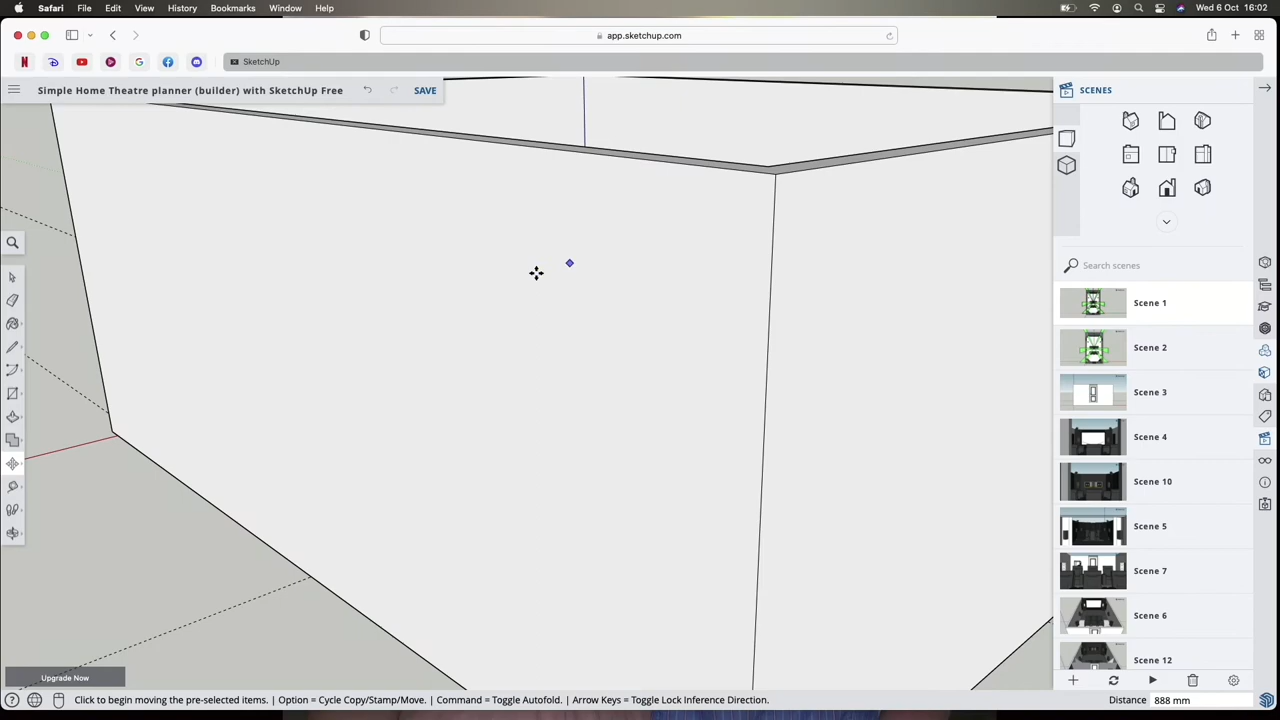 Safari File Edit View History Bookmarks Window Help Wed 6 Oct 16:02
app.sketchup.com
SketchUp
Simple Home Theatre planner (builder) with SketchUp Free SAVE
SCENES
Search scenes
Scene 1
Scene 2
Scene 3
Scene 4
Scene 10
Scene 5
Scene 7
Scene 6
Scene 12
Upgrade Now
Click to begin moving the pre-selected items. | Option = Cycle Copy/Stamp/Move. | Command = Toggle Autofold. | Arrow Keys = Toggle Lock Inference Direction. Distance 888 mm